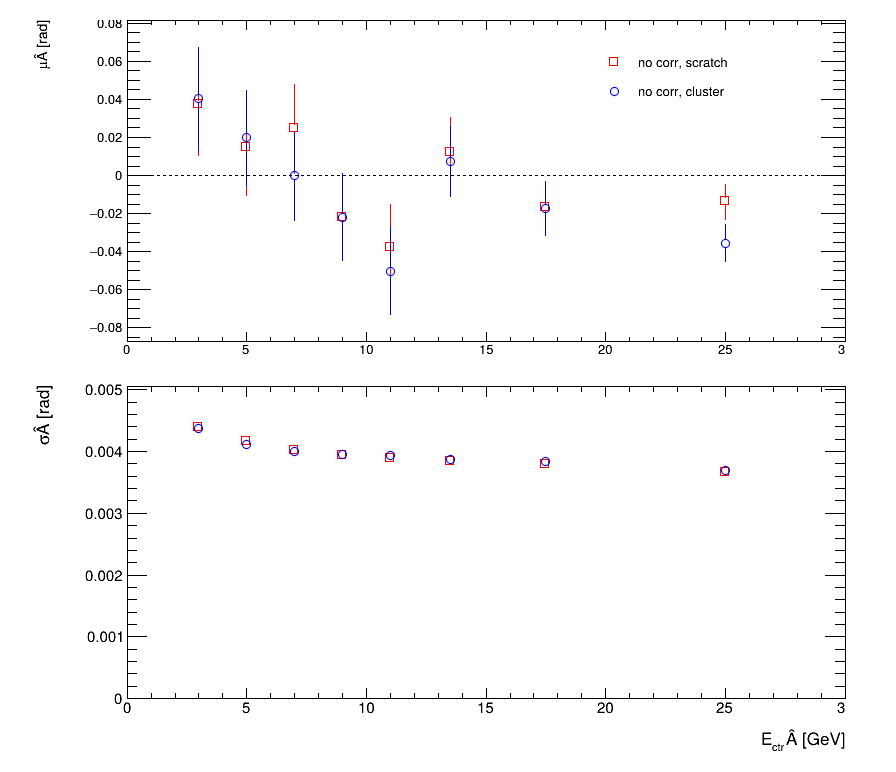 μÂ [rad]
0.08
0.06
0.04
0.02
0
−0.02
−0.04
−0.06
−0.08
no corr, scratch
no corr, cluster
0 5 10 15 20 25 3
σÂ [rad]
0.005
0.004
0.003
0.002
0.001
0
0 5 10 15 20 25 3
E_ctr Â [GeV]